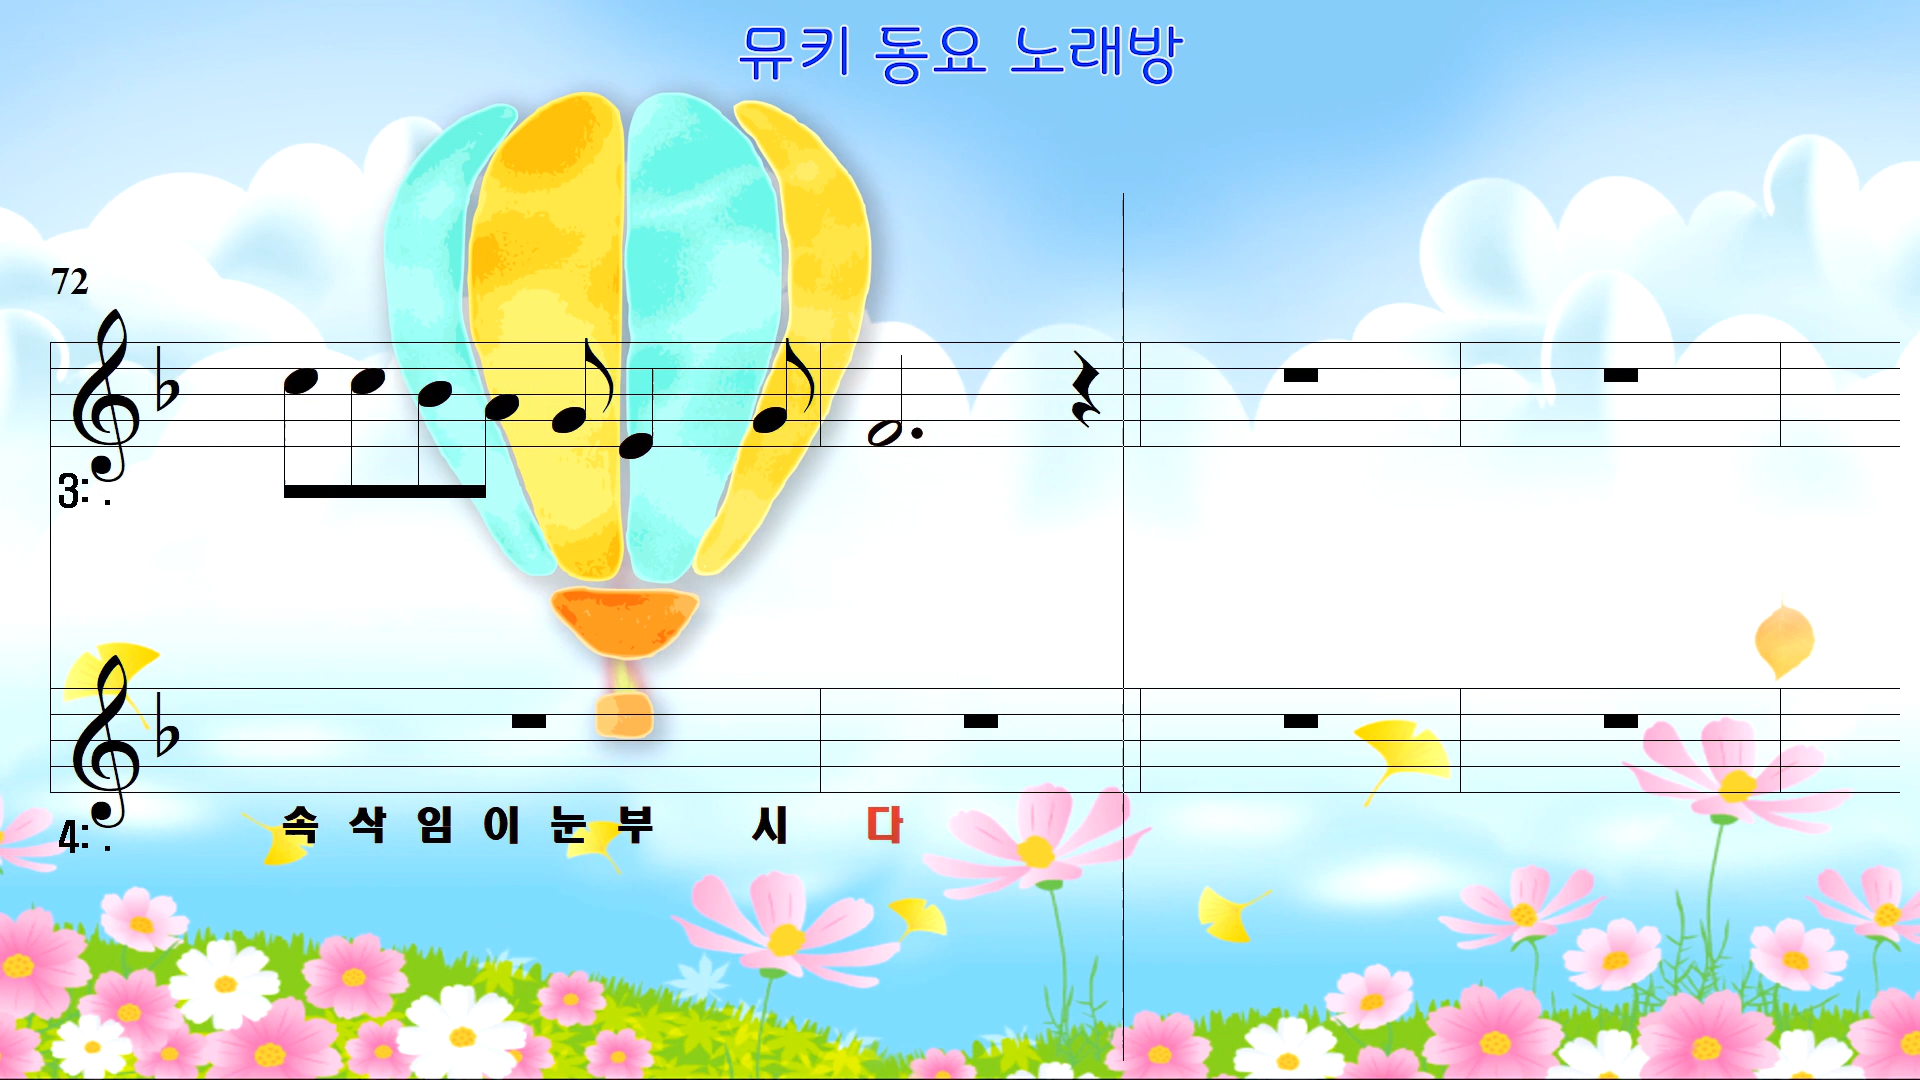 뮤키 동요 노래방
72
3: .
4: .
속 삭 임 이 눈 부 시 다